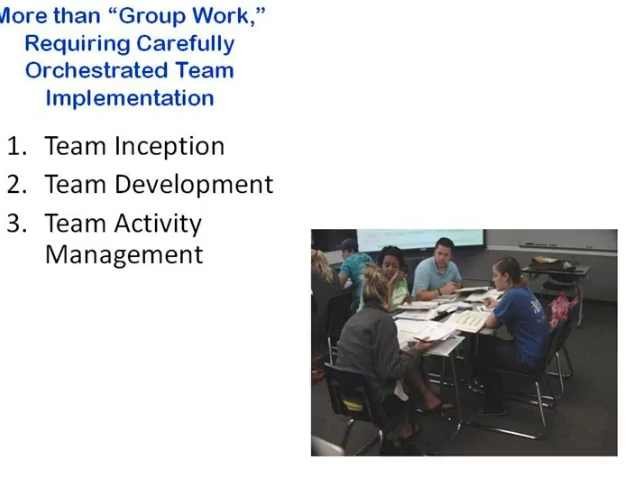 More than “Group Work,”
Requiring Carefully
Orchestrated Team
Implementation
1. Team Inception
2. Team Development
3. Team Activity
Management